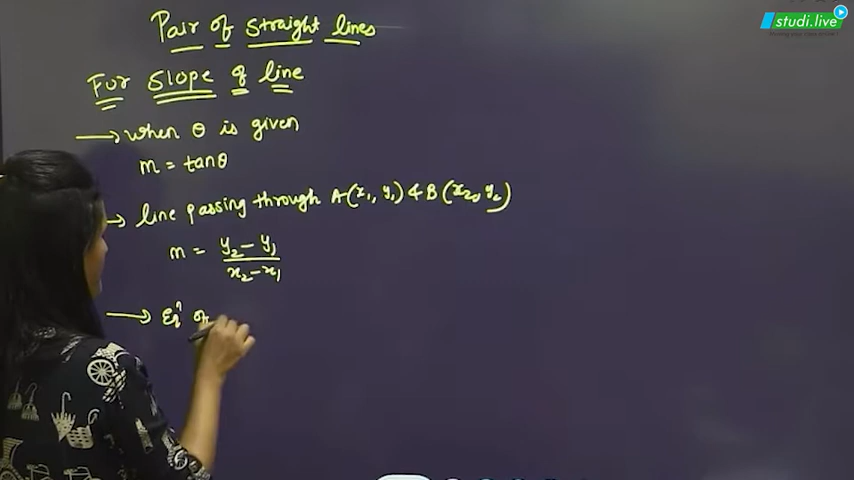 Pair of straight lines
studi.live
For slope of line
→ when θ is given
m = tanθ
→ line passing through A(x₁, y₁) & B(x₂, y₂)
m = y₂ - y₁ / x₂ - x₁
→ Eqⁿ of